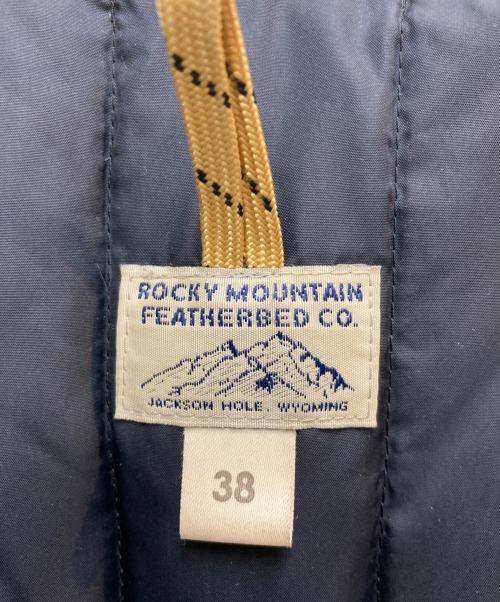 ROCKY MOUNTAIN
FEATHERBED CO.
JACKSON HOLE, WYOMING
38